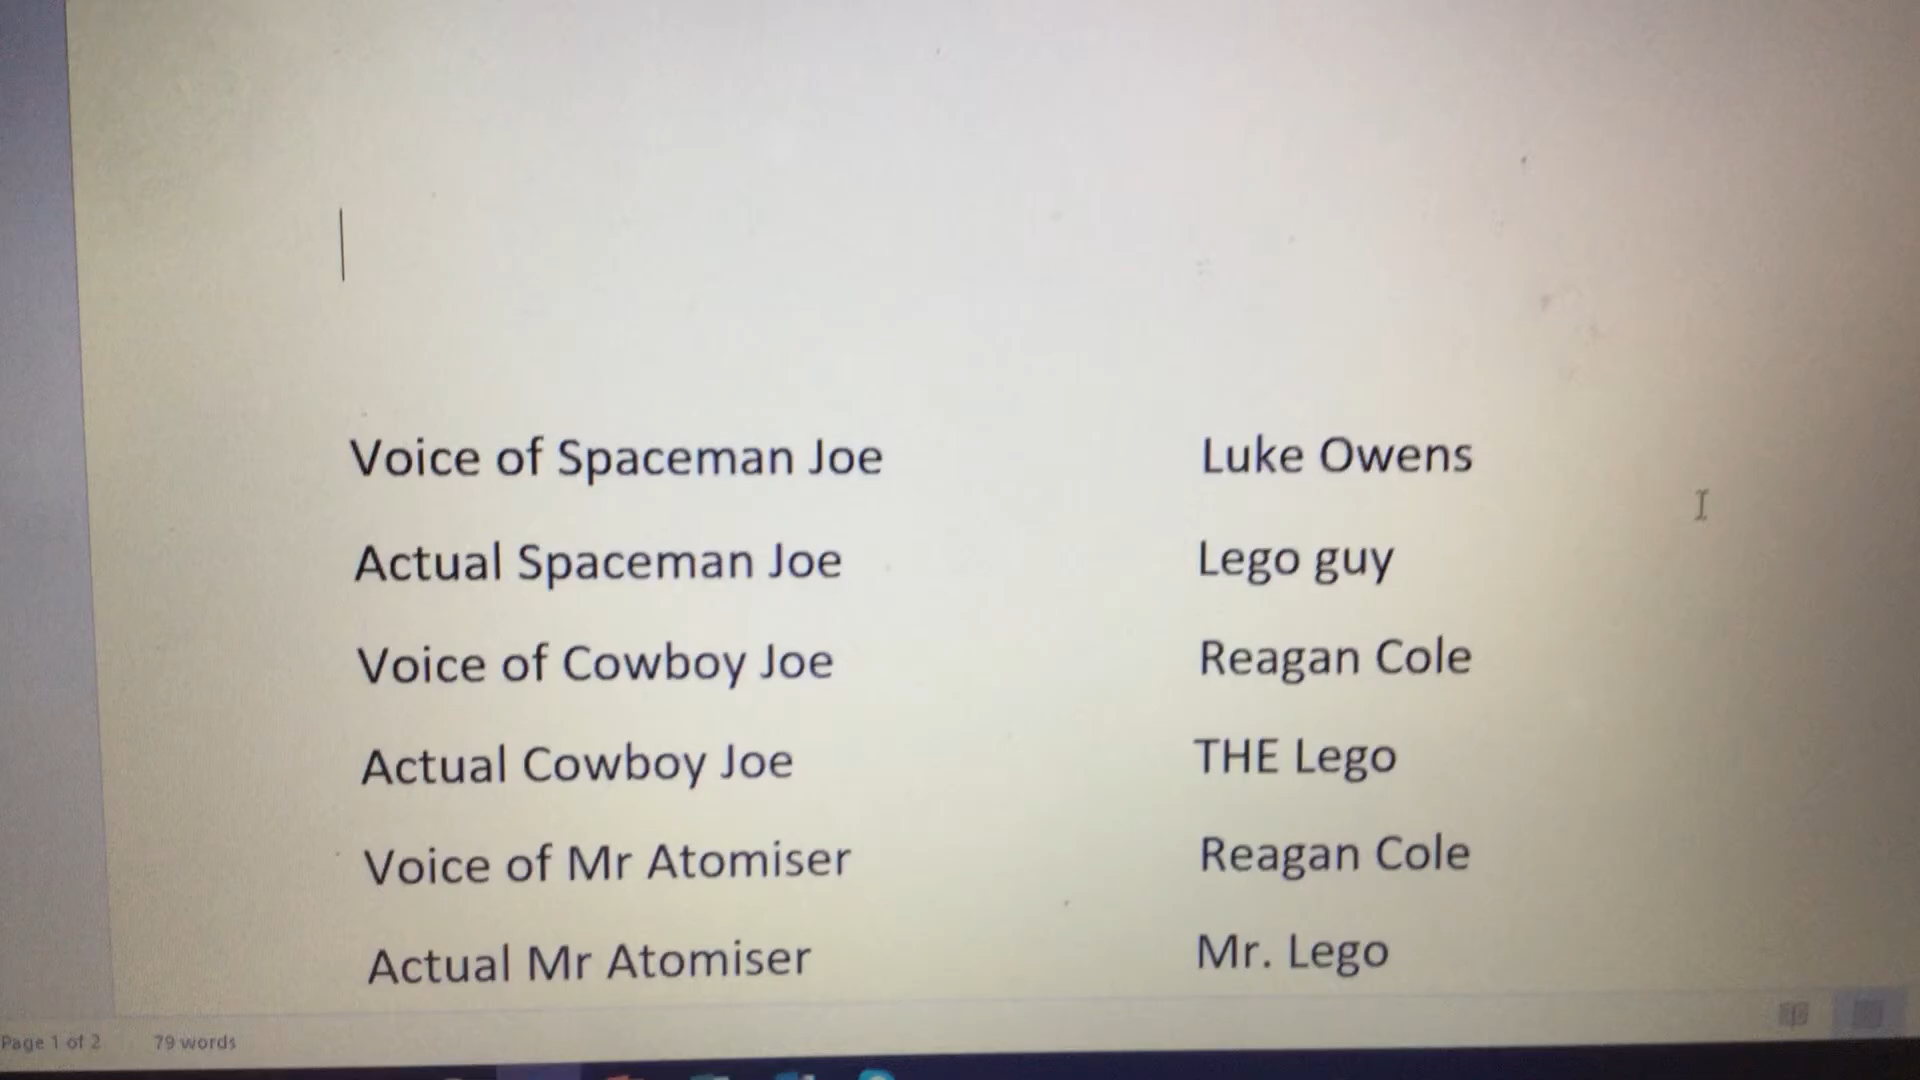 Voice of Spaceman Joe Luke Owens
Actual Spaceman Joe Lego guy
Voice of Cowboy Joe Reagan Cole
Actual Cowboy Joe THE Lego
Voice of Mr Atomiser Reagan Cole
Actual Mr Atomiser Mr. Lego
Page 1 of 2 79 words